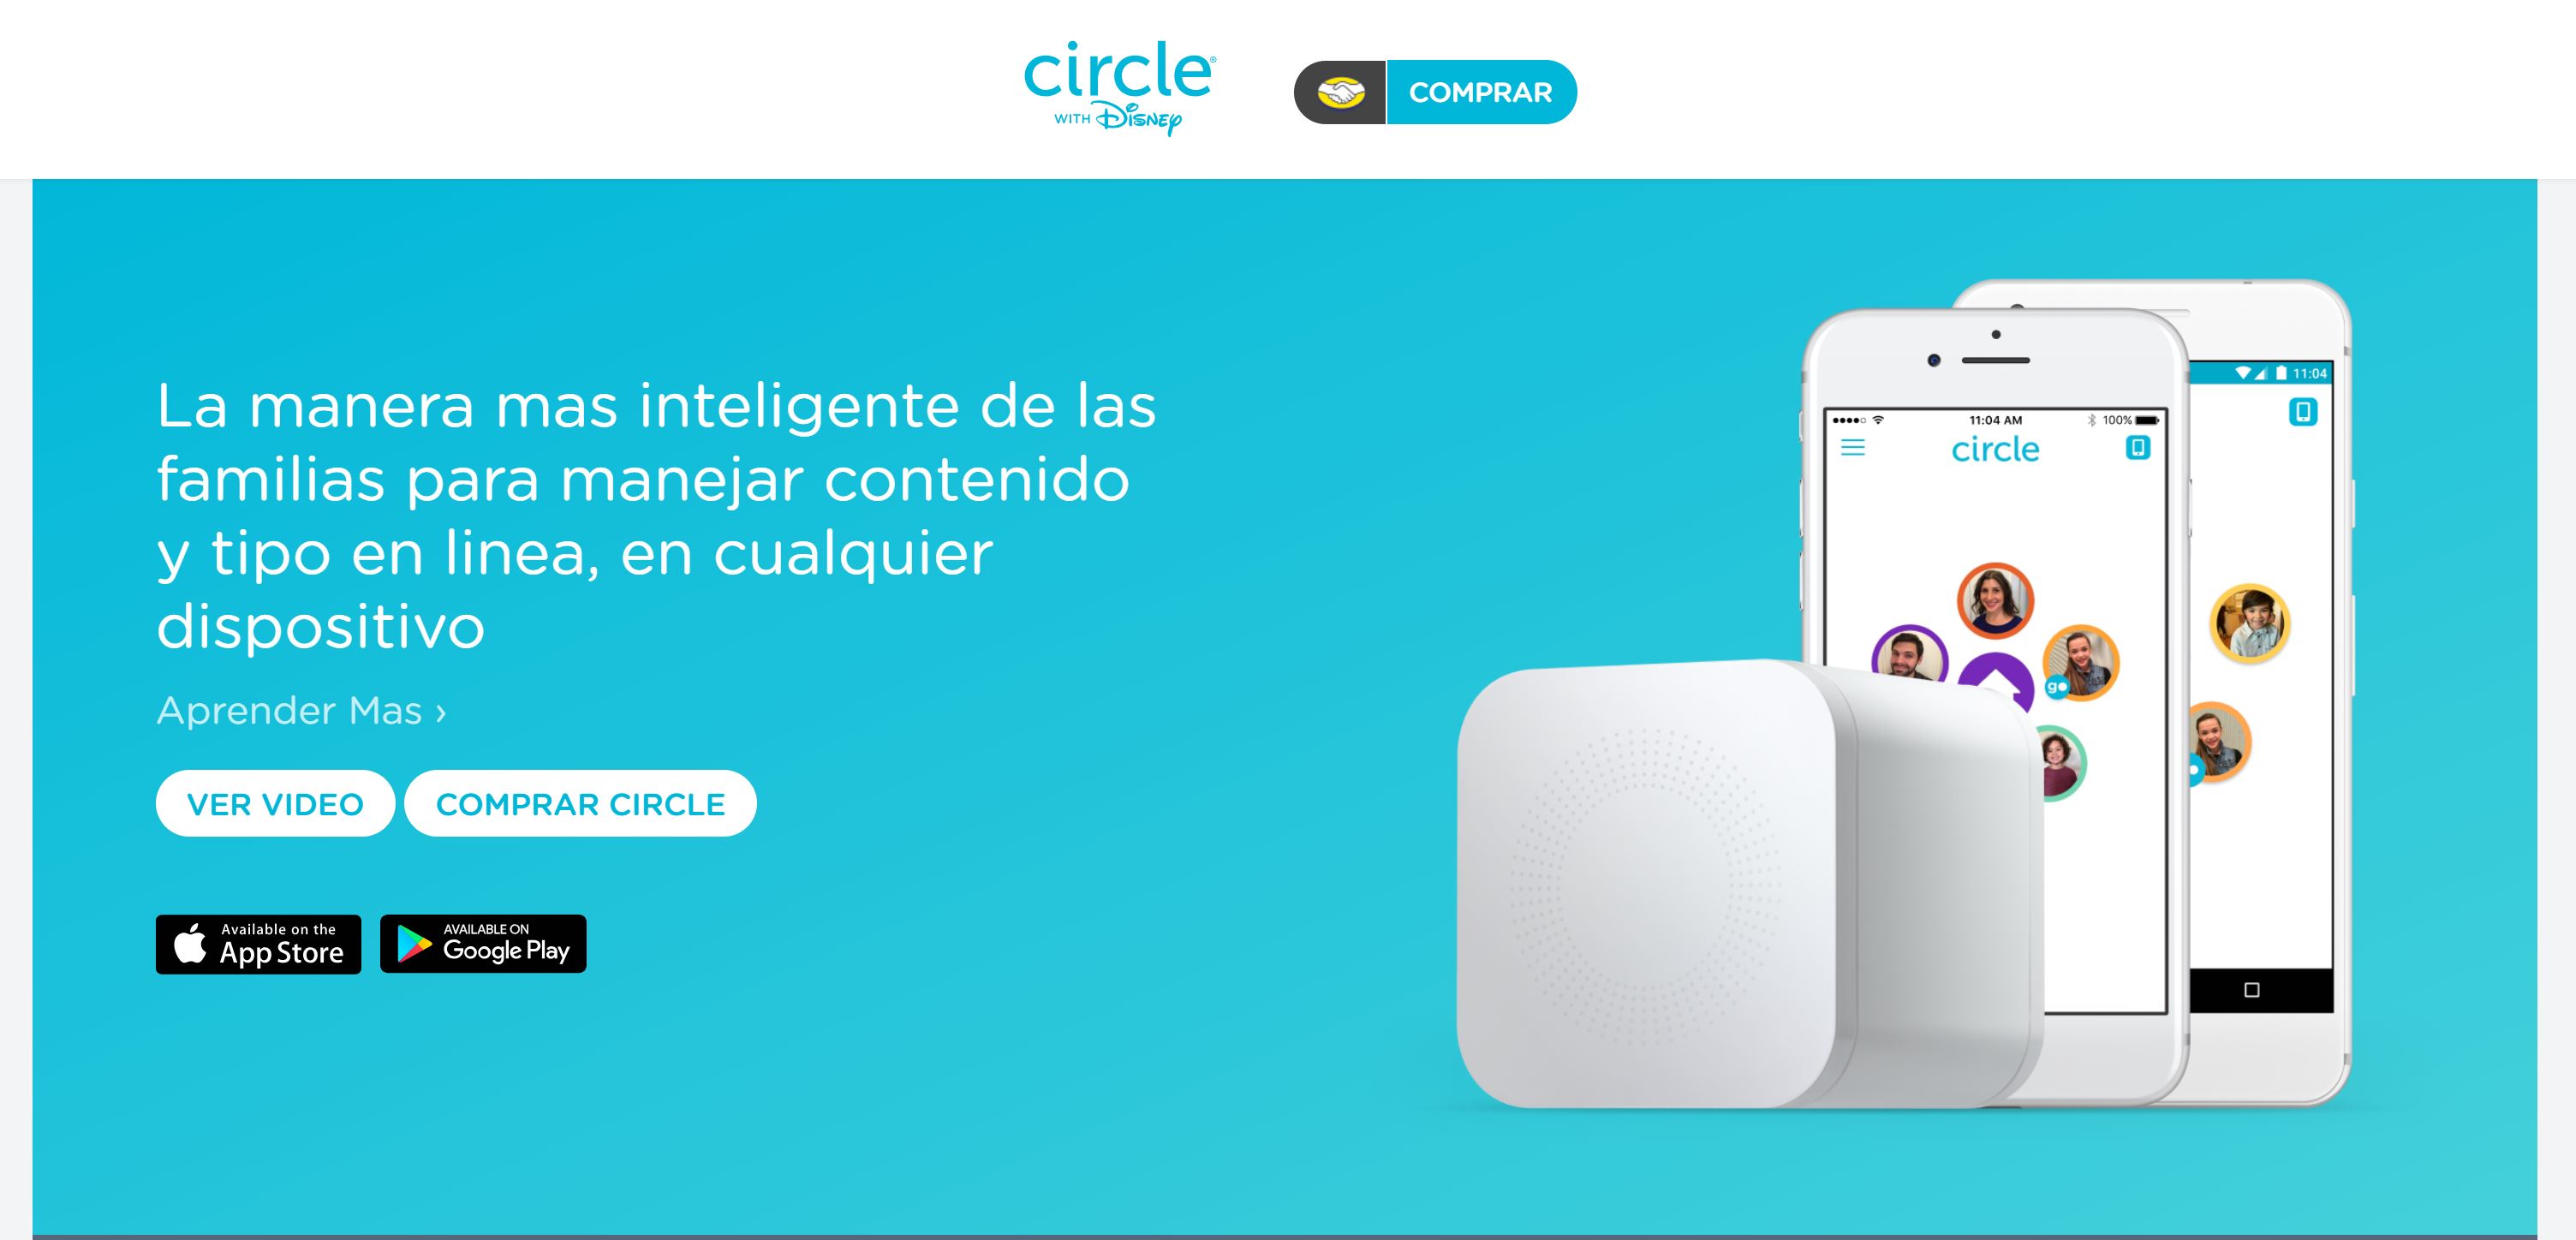 circle®
WITH Disney
COMPRAR
La manera mas inteligente de las
familias para manejar contenido
y tipo en linea, en cualquier
dispositivo
Aprender Mas ›
VER VIDEO
COMPRAR CIRCLE
Available on the
App Store
AVAILABLE ON
Google Play
11:04 AM
100%
circle
go
11:04